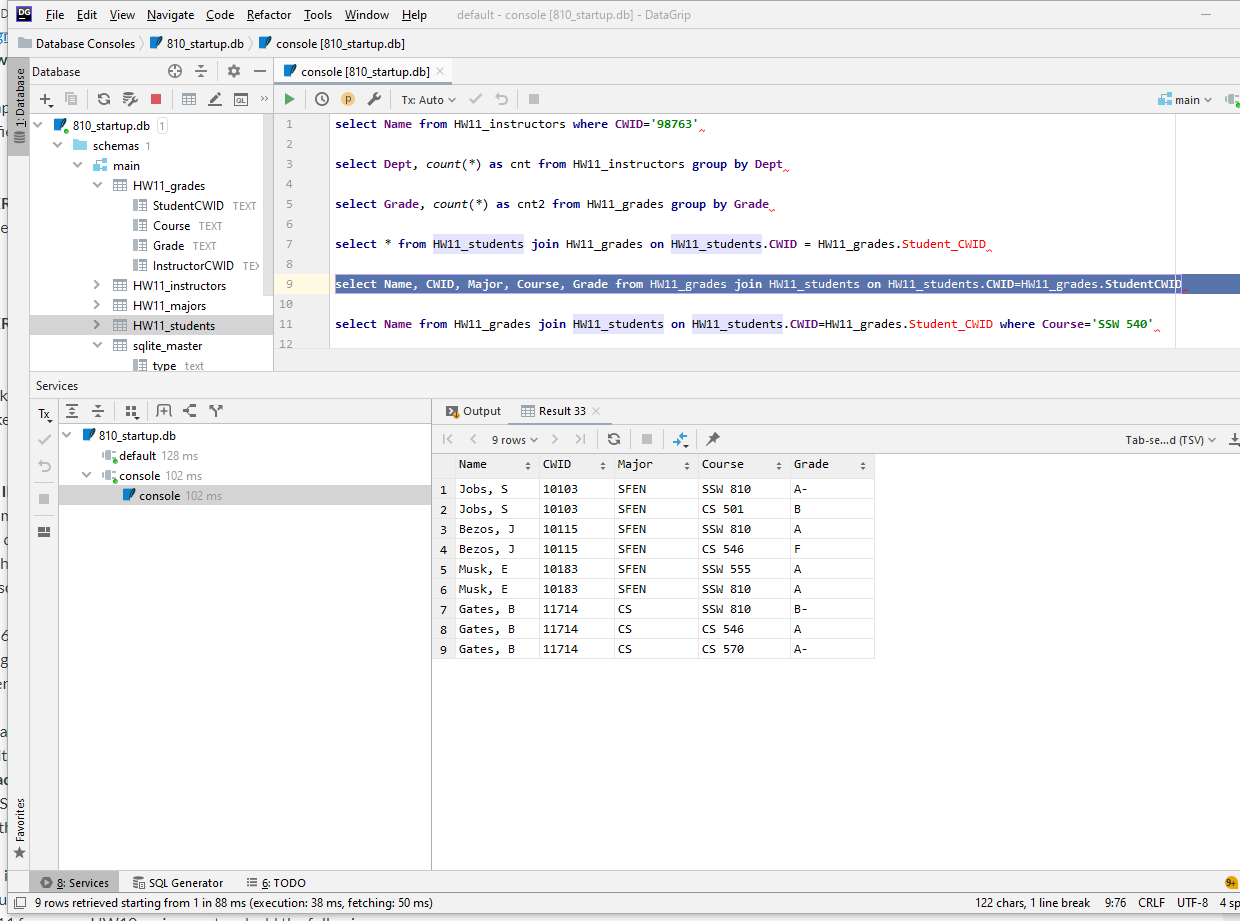 File Edit View Navigate Code Refactor Tools Window Help default - console [810_startup.db] - DataGrip
Database Consoles 810_startup.db console [810_startup.db]
1: Database
Database
console [810_startup.db]
Tx: Auto
main
810_startup.db 1
schemas 1
main
HW11_grades
StudentCWID TEXT
Course TEXT
Grade TEXT
InstructorCWID TEX
HW11_instructors
HW11_majors
HW11_students
sqlite_master
type text
1 select Name from HW11_instructors where CWID='98763'
2
3 select Dept, count(*) as cnt from HW11_instructors group by Dept
4
5 select Grade, count(*) as cnt2 from HW11_grades group by Grade
6
7 select * from HW11_students join HW11_grades on HW11_students.CWID = HW11_grades.Student_CWID
8
9 select Name, CWID, Major, Course, Grade from HW11_grades join HW11_students on HW11_students.CWID=HW11_grades.StudentCWID
10
11 select Name from HW11_grades join HW11_students on HW11_students.CWID=HW11_grades.Student_CWID where Course='SSW 540'
12
Services
Tx
810_startup.db
default 128 ms
console 102 ms
console 102 ms
Output Result 33
9 rows Tab-se...d (TSV)
Name CWID Major Course Grade
1 Jobs, S 10103 SFEN SSW 810 A-
2 Jobs, S 10103 SFEN CS 501 B
3 Bezos, J 10115 SFEN SSW 810 A
4 Bezos, J 10115 SFEN CS 546 F
5 Musk, E 10183 SFEN SSW 555 A
6 Musk, E 10183 SFEN SSW 810 A
7 Gates, B 11714 CS SSW 810 B-
8 Gates, B 11714 CS CS 546 A
9 Gates, B 11714 CS CS 570 A-
Favorites
8: Services SQL Generator 6: TODO 9+
9 rows retrieved starting from 1 in 88 ms (execution: 38 ms, fetching: 50 ms) 122 chars, 1 line break 9:76 CRLF UTF-8 4 sp